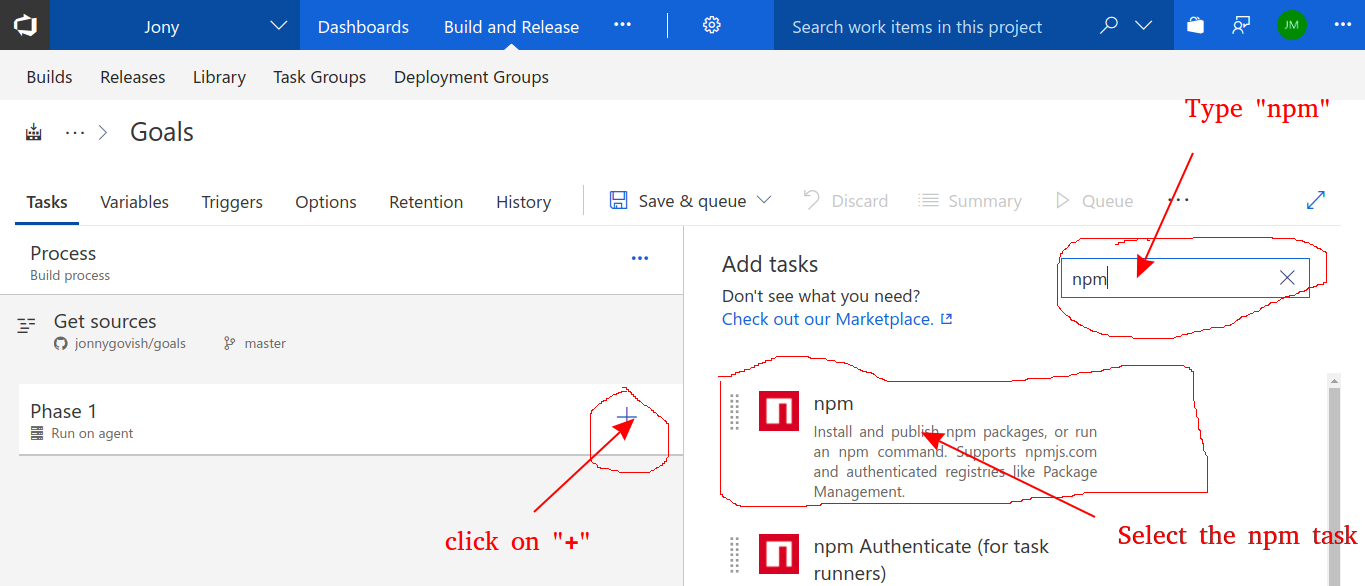 Jony
Dashboards
Build and Release
Search work items in this project
JM
Builds
Releases
Library
Task Groups
Deployment Groups
Type "npm"
Goals
Tasks
Variables
Triggers
Options
Retention
History
Save & queue
Discard
Summary
Queue
Process
Build process
Get sources
jonnygovish/goals
master
Phase 1
Run on agent
click on "+"
Add tasks
npm
Don't see what you need?
Check out our Marketplace.
npm
Install and publish npm packages, or run
an npm command. Supports npmjs.com
and authenticated registries like Package
Management.
Select the npm task
npm Authenticate (for task
runners)